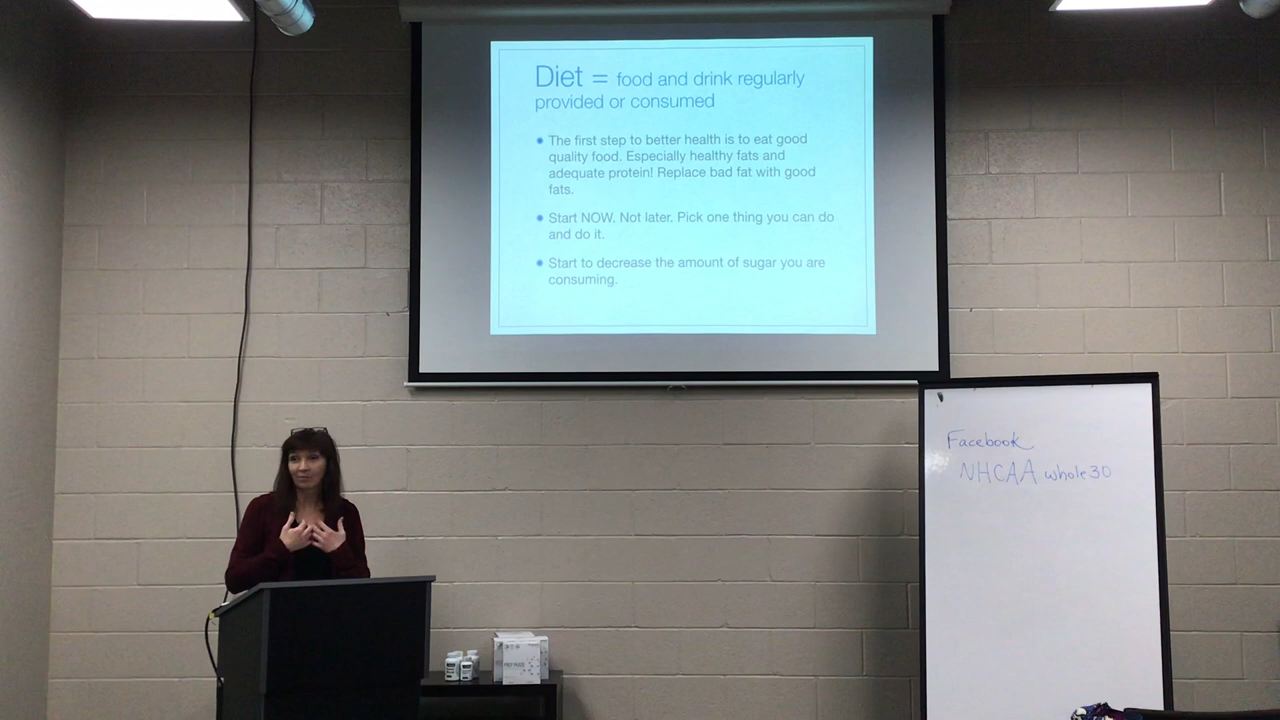 Diet = food and drink regularly
provided or consumed
The first step to better health is to eat good
quality food. Especially healthy fats and
adequate protein! Replace bad fat with good
fats.
Start NOW. Not later. Pick one thing you can do
and do it.
Start to decrease the amount of sugar you are
consuming.
Facebook
NHCAA whole30